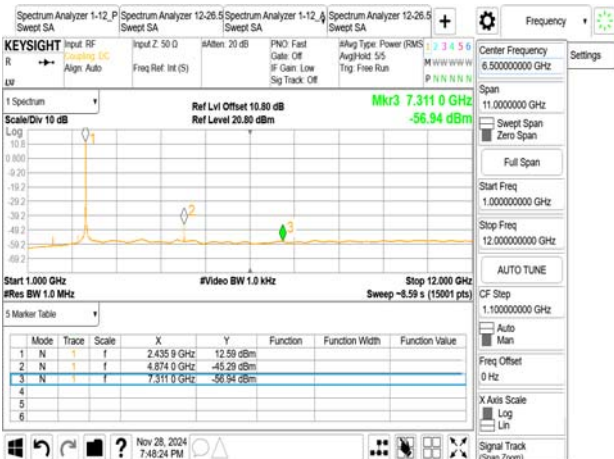 Spectrum Analyzer 1-12_P Spectrum Analyzer 12-26.5 Spectrum Analyzer 1-12_A Spectrum Analyzer 12-26.5
Swept SA Swept SA Swept SA Swept SA
+
Frequency
Settings
KEYSIGHT Input: RF Input Z: 50 Ω #Atten: 20 dB PNO: Fast #Avg Type: Power (RMS 1 2 3 4 5 6
R Coupling: DC Gate: Off Avg|Hold: 5/5 M W W W W W
Align: Auto Freq Ref: Int (S) IF Gain: Low Trig: Free Run
Sig Track: Off P N N N N N
LV
1 Spectrum
Scale/Div 10 dB
Ref Lvl Offset 10.80 dB
Ref Level 20.80 dBm
Mkr3 7.311 0 GHz
-56.94 dBm
Log
10.8
0.800
-9.20
-19.2
-29.2
-39.2
-49.2
-59.2
-69.2
1
2
3
Start 1.000 GHz #Video BW 1.0 kHz Stop 12.000 GHz
#Res BW 1.0 MHz Sweep ~8.59 s (15001 pts)
5 Marker Table
Mode Trace Scale X Y Function Function Width Function Value
1 N 1 f 2.435 9 GHz 12.59 dBm
2 N 1 f 4.874 0 GHz -45.29 dBm
3 N 1 f 7.311 0 GHz -56.94 dBm
4
5
6
?
Nov 28, 2024
7:48:24 PM
Center Frequency
6.500000000 GHz
Span
11.0000000 GHz
Swept Span
Zero Span
Full Span
Start Freq
1.000000000 GHz
Stop Freq
12.000000000 GHz
AUTO TUNE
CF Step
1.100000000 GHz
Auto
Man
Freq Offset
0 Hz
X Axis Scale
Log
Lin
Signal Track
(Span Zoom)